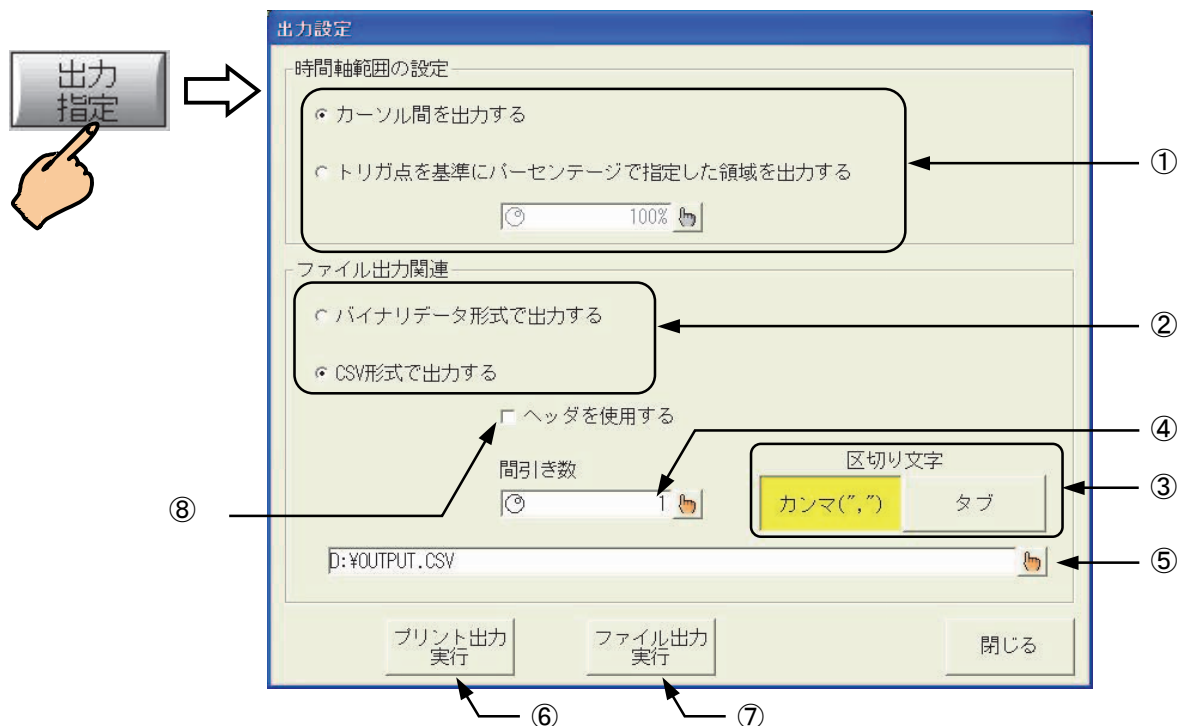 出力
指定
出力設定
時間軸範囲の設定
カーソル間を出力する
トリガ点を基準にパーセンテージで指定した領域を出力する
100%
①
ファイル出力関連
バイナリデータ形式で出力する
②
CSV形式で出力する
ヘッダを使用する
④
間引き数
区切り文字
⑧
1
カンマ(",")
タブ
③
D:¥OUTPUT.CSV
⑤
プリント出力
実行
ファイル出力
実行
閉じる
⑥
⑦